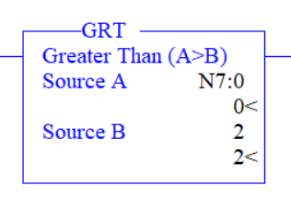 GRT
Greater Than (A>B)
Source A N7:0
0<
Source B 2
2<